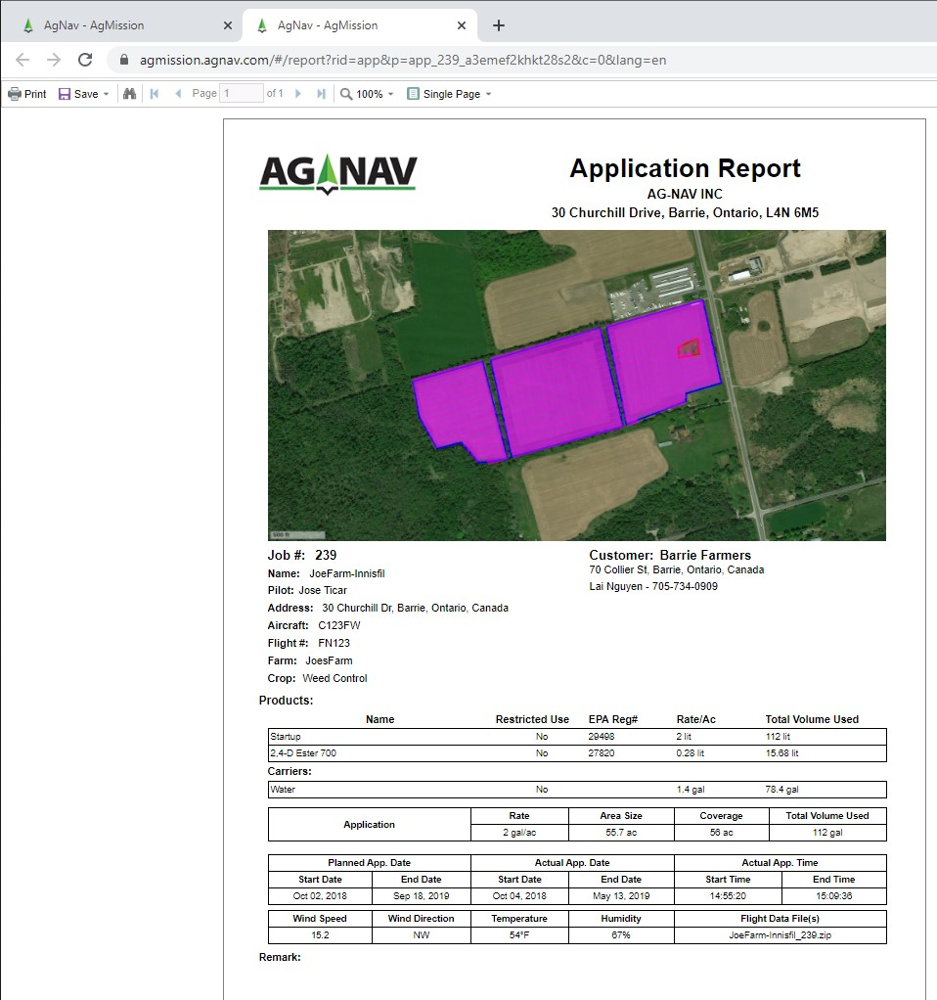 AgNav - AgMission
AgNav - AgMission
agmission.agnav.com/#/report?rid=app&p=app_239_a3emef2khkt28s2&c=0&lang=en
Print Save Page 1 of 1 100% Single Page
AG NAV
Application Report
AG-NAV INC
30 Churchill Drive, Barrie, Ontario, L4N 6M5
Job #: 239
Name: JoeFarm-Innisfil
Pilot: Jose Ticar
Address: 30 Churchill Dr, Barrie, Ontario, Canada
Aircraft: C123FW
Flight #: FN123
Farm: JoesFarm
Crop: Weed Control
Customer: Barrie Farmers
70 Collier St, Barrie, Ontario, Canada
Lai Nguyen - 705-734-0909
Products:
Name Restricted Use EPA Reg# Rate/Ac Total Volume Used
Startup No 29498 2 lit 112 lit
2,4-D Ester 700 No 27820 0.28 lit 15.68 lit
Carriers:
Water No 1.4 gal 78.4 gal
Application Rate Area Size Coverage Total Volume Used
2 gal/ac 55.7 ac 56 ac 112 gal
Planned App. Date Actual App. Date Actual App. Time
Start Date End Date Start Date End Date Start Time End Time
Oct 02, 2018 Sep 18, 2019 Oct 04, 2018 May 13, 2019 14:55:20 15:09:36
Wind Speed Wind Direction Temperature Humidity Flight Data File(s)
15.2 NW 54°F 67% JoeFarm-Innisfil_239.zip
Remark: